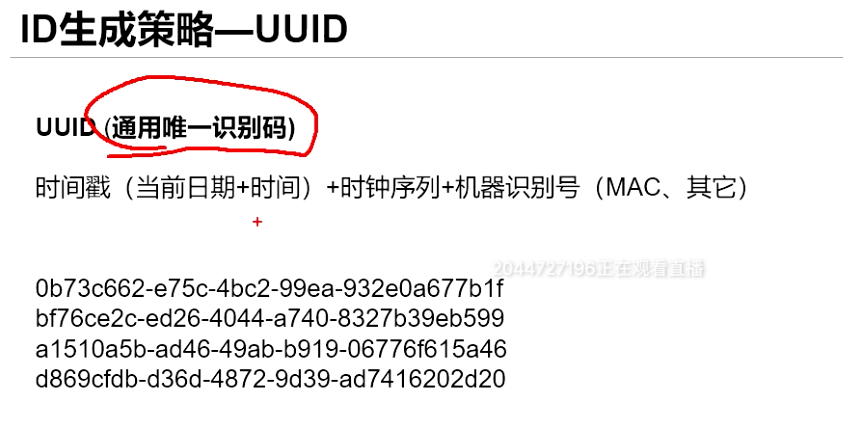 ID生成策略—UUID
UUID (通用唯一识别码)
时间戳（当前日期+时间）+时钟序列+机器识别号（MAC、其它）
2044727196正在观看直播
0b73c662-e75c-4bc2-99ea-932e0a677b1f
bf76ce2c-ed26-4044-a740-8327b39eb599
a1510a5b-ad46-49ab-b919-06776f615a46
d869cfdb-d36d-4872-9d39-ad7416202d20